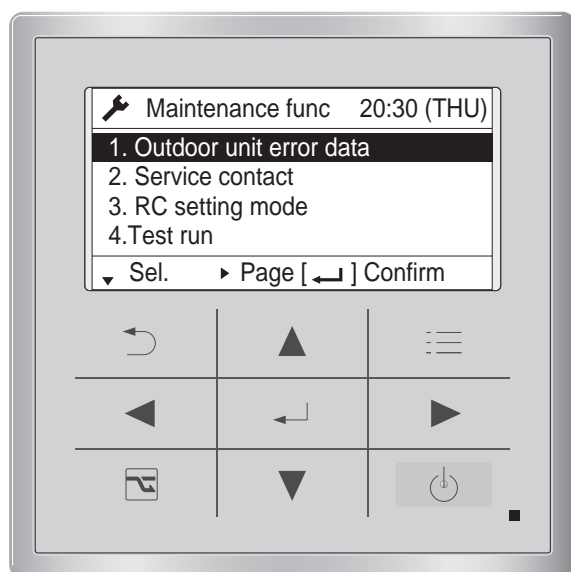 Maintenance func 20:30 (THU)
1. Outdoor unit error data
2. Service contact
3. RC setting mode
4.Test run
Sel. Page [ ] Confirm